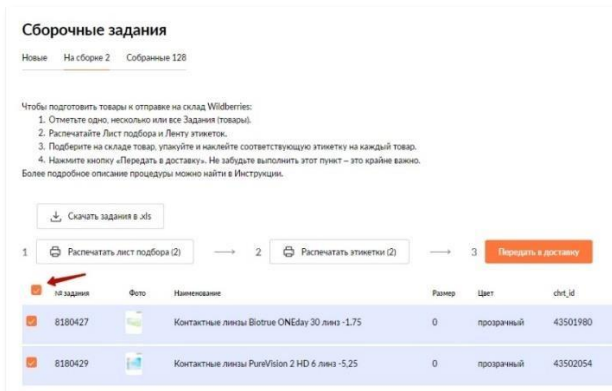 Сборочные задания
Новые На сборке 2 Собранные 128
Чтобы подготовить товары к отправке на склад Wildberries:
1. Отметьте одно, несколько или все Задания (товары).
2. Распечатайте Лист подбора и Ленту этикеток.
3. Подберите на складе товар, упакуйте и наклейте соответствующую этикетку на каждый товар.
4. Нажмите кнопку «Передать в доставку». Не забудьте выполнить этот пункт – это крайне важно.
Более подробное описание процедуры можно найти в Инструкции.
Скачать задания в .xls
1 Распечатать лист подбора (2) → 2 Распечатать этикетки (2) → 3 Передать в доставку
№ задания Фото Наименование Размер Цвет chrt_id
8180427 Контактные линзы Biotrue ONEday 30 линз -1.75 0 прозрачный 43501980
8180429 Контактные линзы PureVision 2 HD 6 линз -5,25 0 прозрачный 43502054